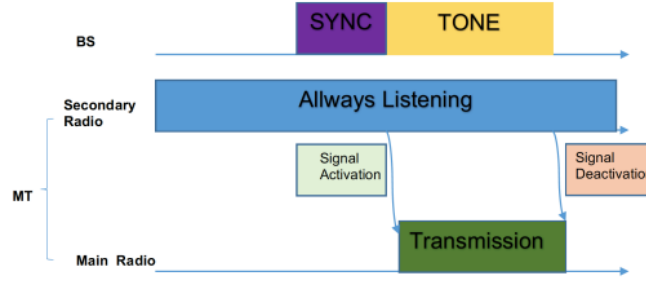 SYNC
TONE
BS
Allways Listening
Secondary
Radio
Signal
Activation
Signal
Deactivatio
MT
Transmission
Main Radio